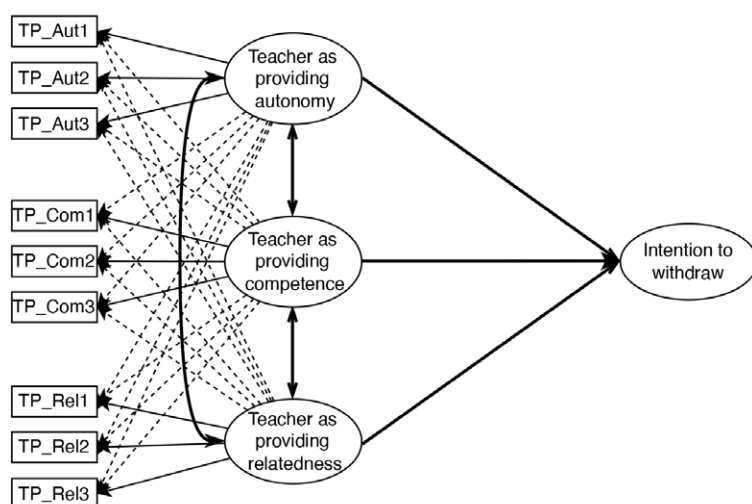 TP_Aut1
TP_Aut2
TP_Aut3
TP_Com1
TP_Com2
TP_Com3
TP_Rel1
TP_Rel2
TP_Rel3
Teacher as
providing
autonomy
Teacher as
providing
competence
Teacher as
providing
relatedness
Intention to
withdraw